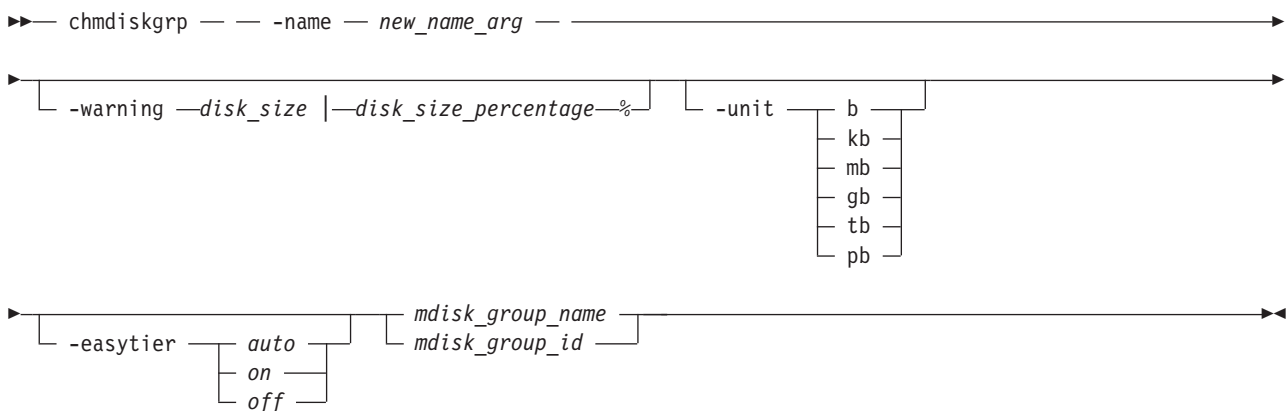 chmdiskgrp -name new_name_arg
-warning disk_size | disk_size_percentage % -unit b
kb
mb
gb
tb
pb
mdisk_group_name
-easytier auto mdisk_group_id
on
off